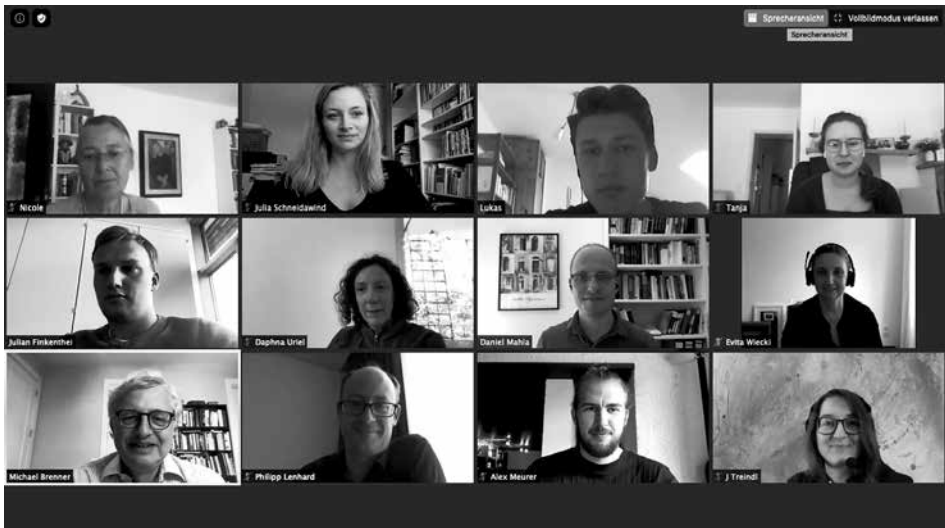 Sprecheransicht
Vollbildmodus verlassen
Sprecheransicht
Nicole
Julia Schneidawind
Lukas
Tanja
Julian Finkenthei
Daphna Uriel
Daniel Mahla
Evita Wiecki
Michael Brenner
Philipp Lenhard
Alex Meurer
J Treindl